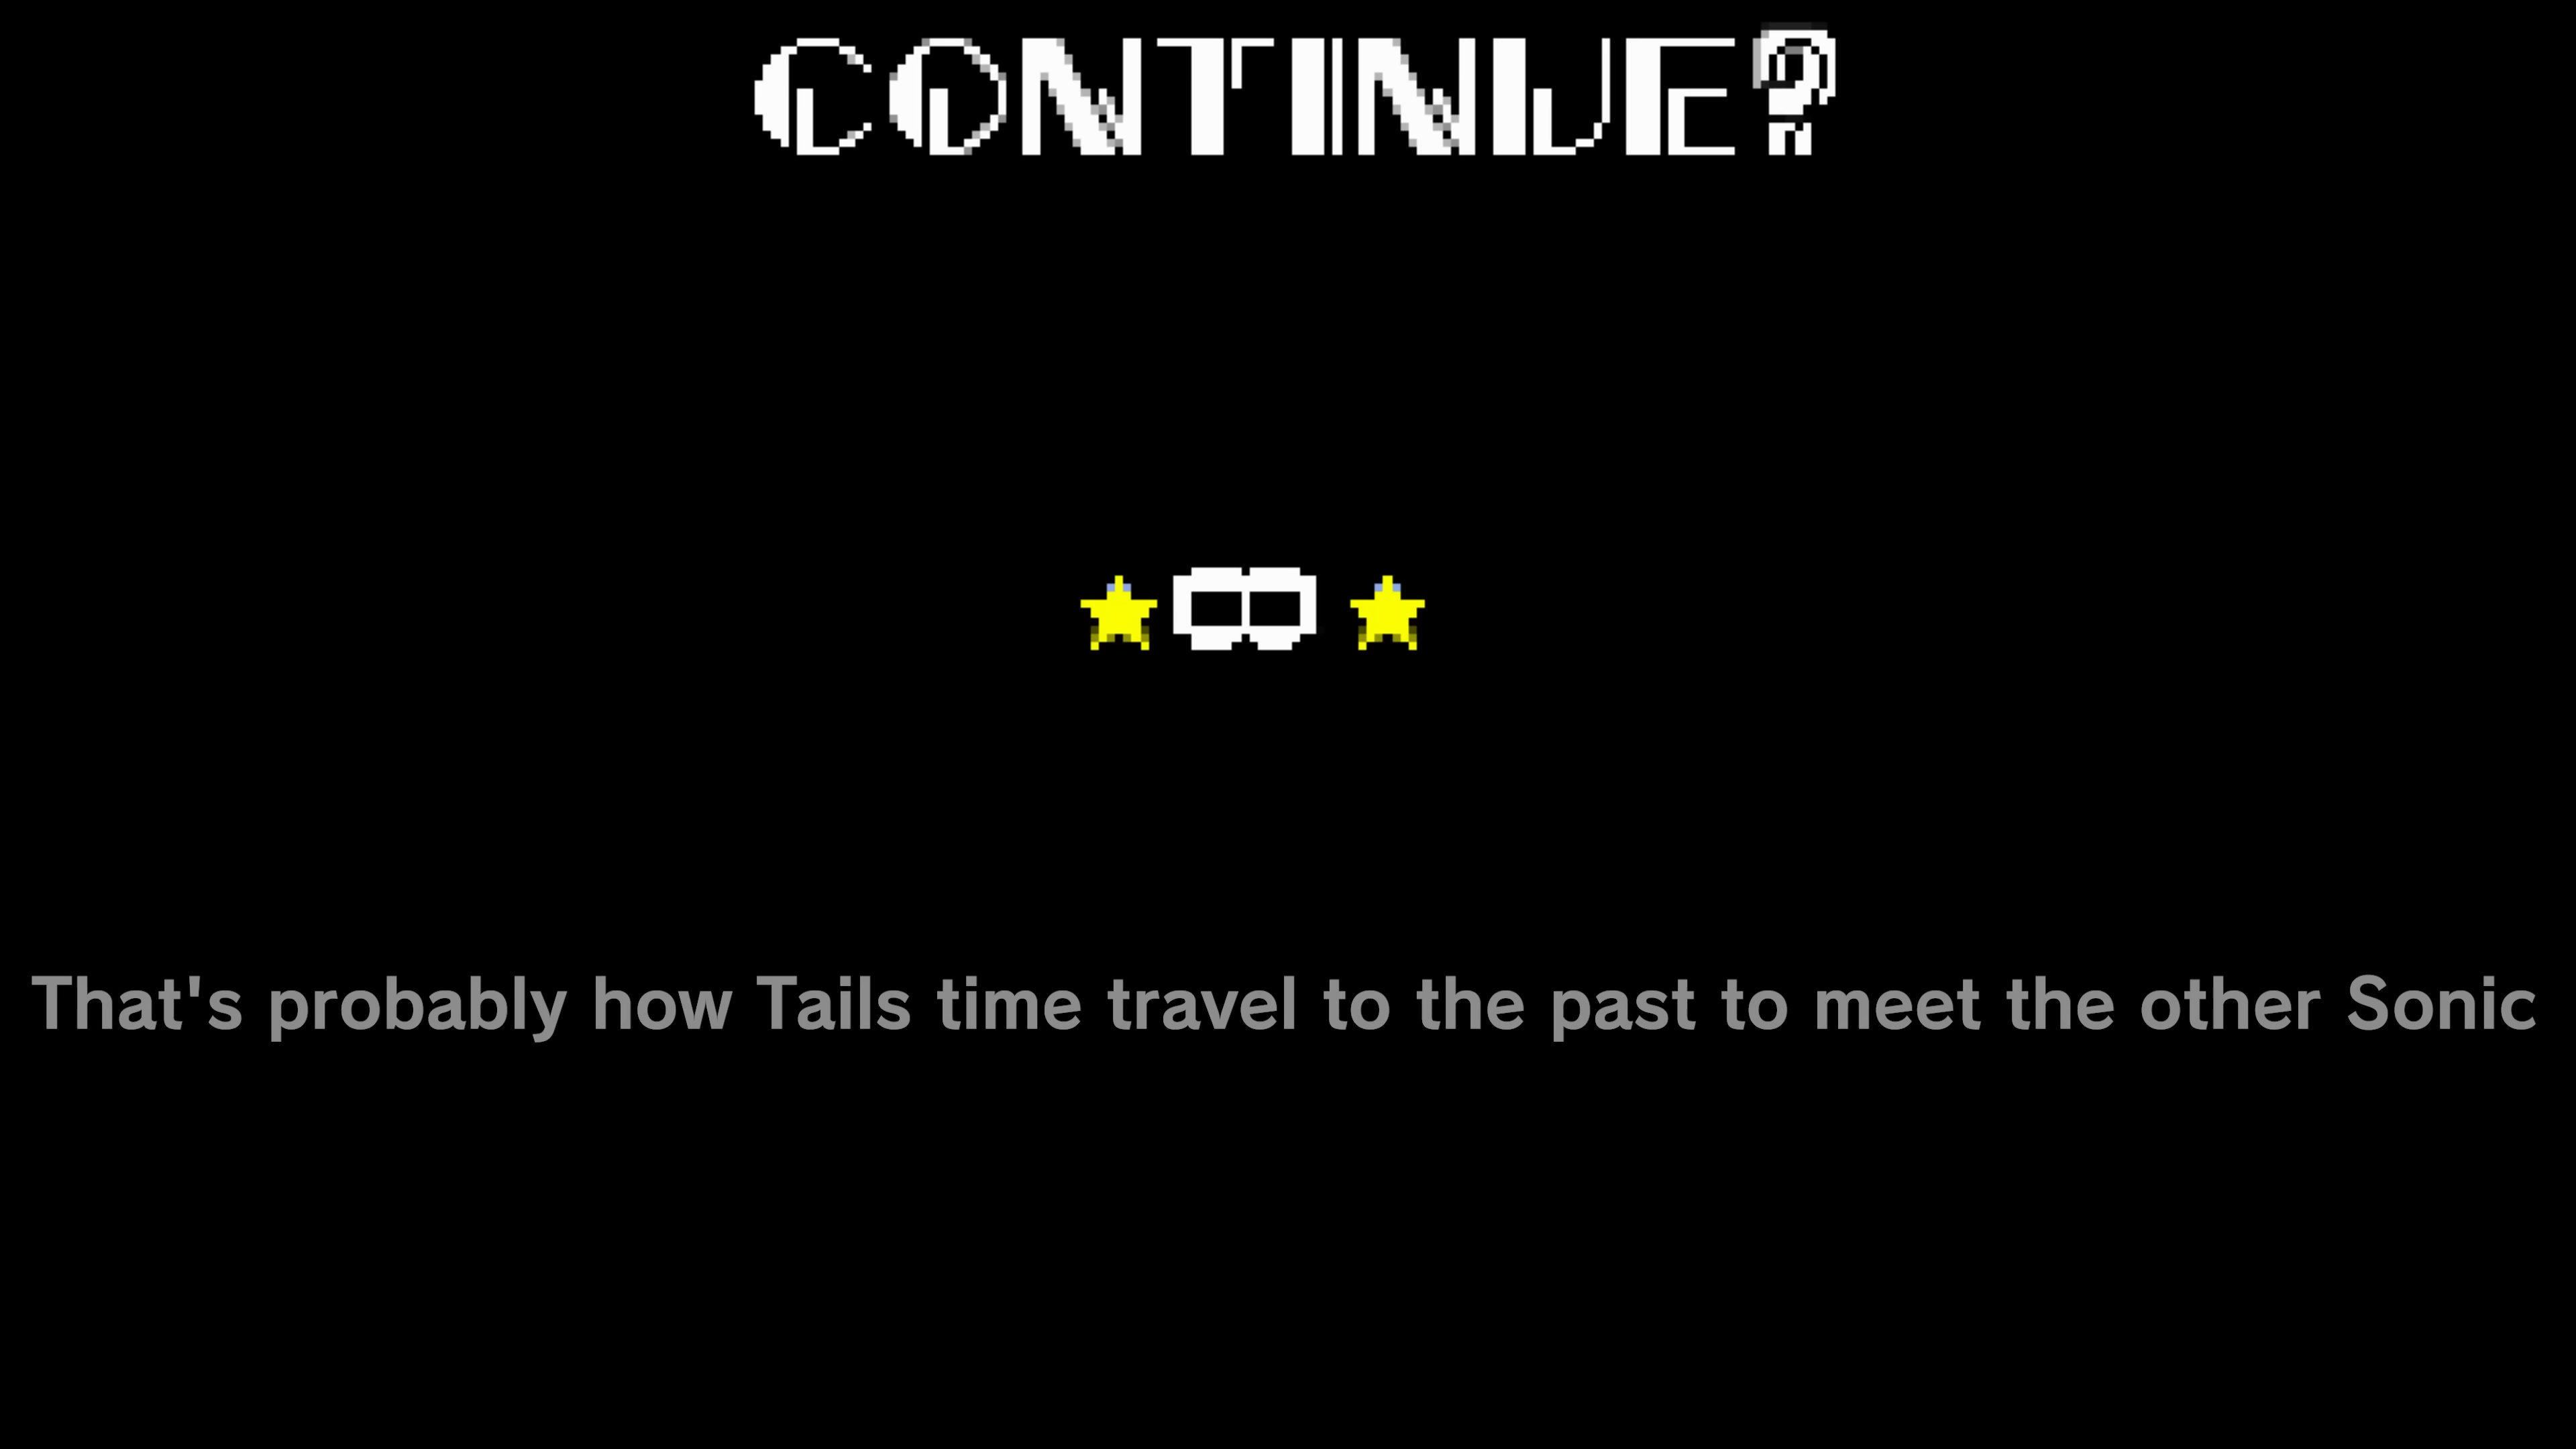 CONTINUE?
∞
That's probably how Tails time travel to the past to meet the other Sonic